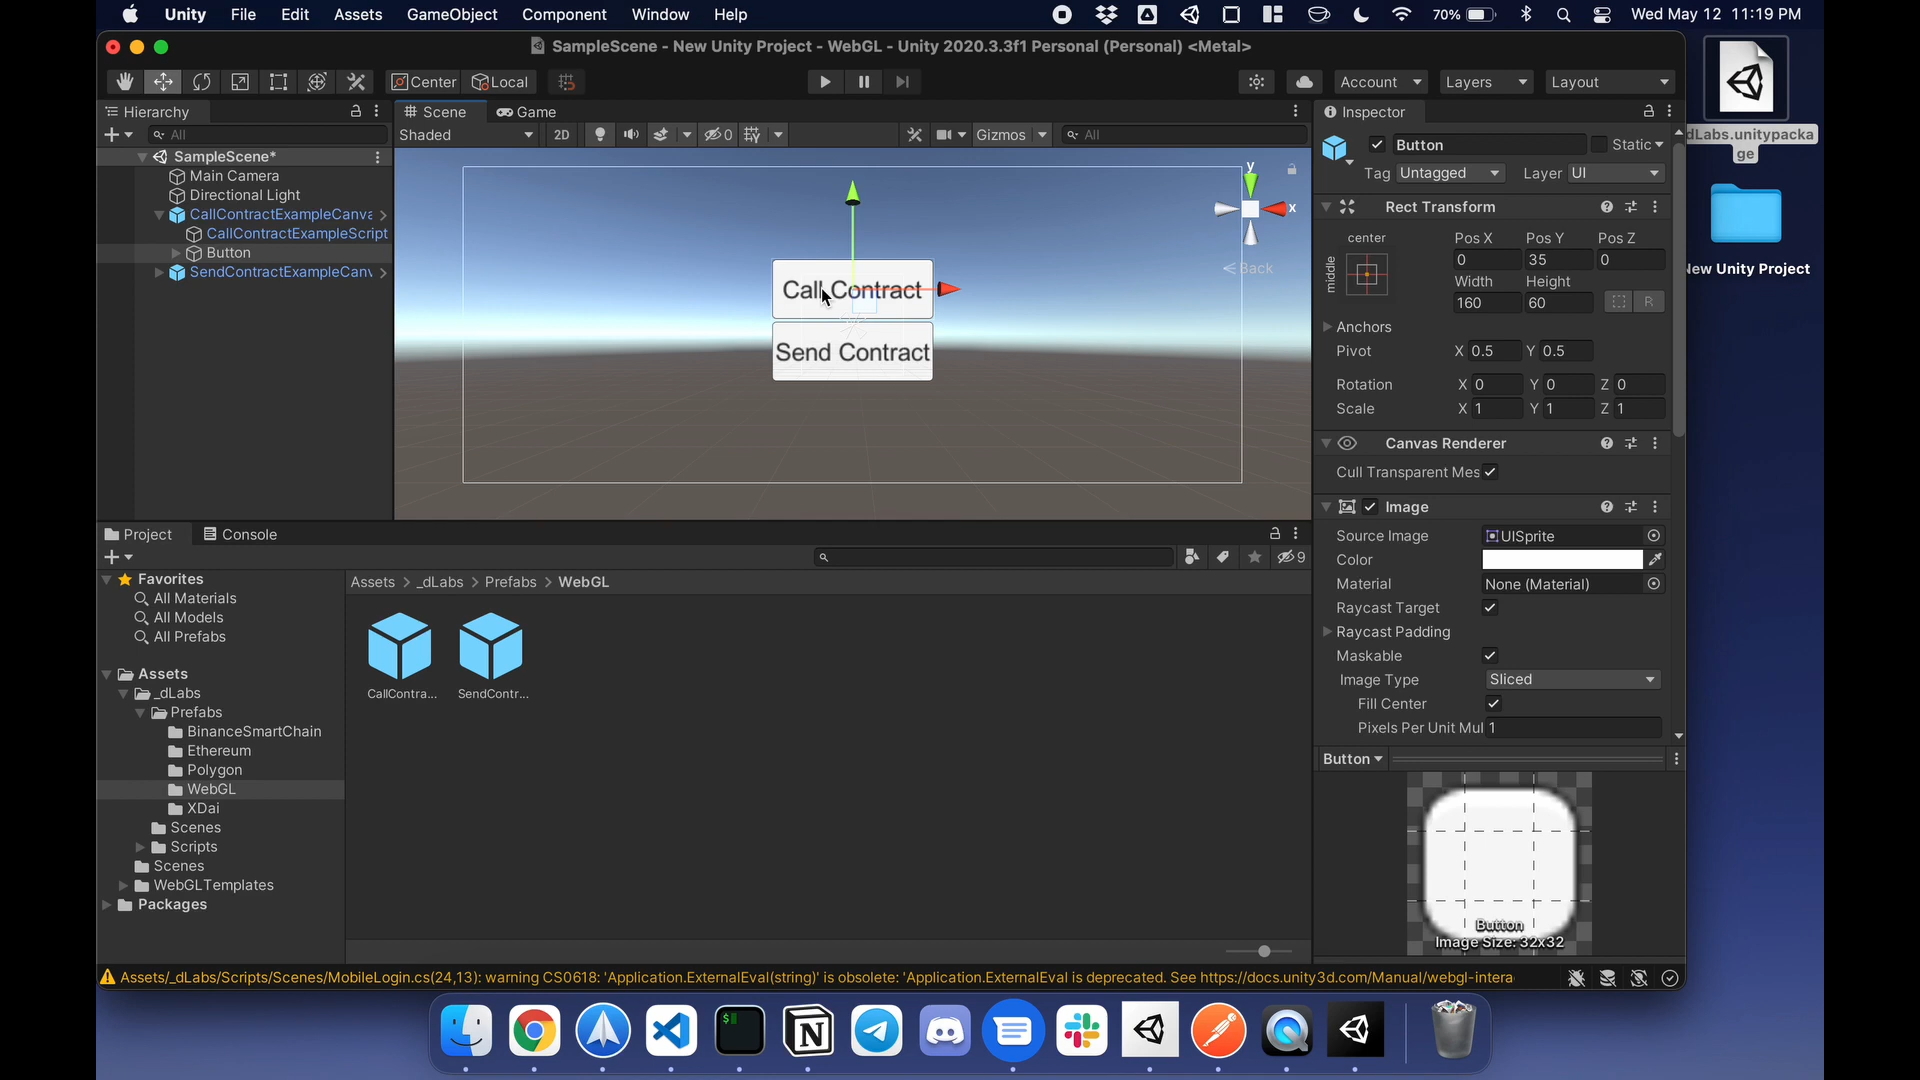 Unity File Edit Assets GameObject Component Window Help 70% Wed May 12 11:19 PM
SampleScene - New Unity Project - WebGL - Unity 2020.3.3f1 Personal (Personal) <Metal>
Center Local Account Layers Layout
Hierarchy
All
SampleScene*
Main Camera
Directional Light
CallContractExampleCanva
CallContractExampleScript
Button
SendContractExampleCanv
Scene Game
Shaded 2D 0 Gizmos All
y
x
Back
Call Contract
Send Contract
Inspector
Button Static
Tag Untagged Layer UI
Rect Transform
center Pos X Pos Y Pos Z
middle 0 35 0
Width Height
160 60 R
Anchors
Pivot X 0.5 Y 0.5
Rotation X 0 Y 0 Z 0
Scale X 1 Y 1 Z 1
Canvas Renderer
Cull Transparent Mes
Image
Source Image UISprite
Color
Material None (Material)
Raycast Target
Raycast Padding
Maskable
Image Type Sliced
Fill Center
Pixels Per Unit Mul 1
Button
Button
Image Size: 32x32
Project Console
9
Favorites
All Materials
All Models
All Prefabs
Assets
_dLabs
Prefabs
BinanceSmartChain
Ethereum
Polygon
WebGL
XDai
Scenes
Scripts
Scenes
WebGLTemplates
Packages
Assets > _dLabs > Prefabs > WebGL
CallContra... SendContr...
Assets/_dLabs/Scripts/Scenes/MobileLogin.cs(24,13): warning CS0618: 'Application.ExternalEval(string)' is obsolete: 'Application.ExternalEval is deprecated. See https://docs.unity3d.com/Manual/webgl-intera
dLabs.unitypacka
ge
New Unity Project